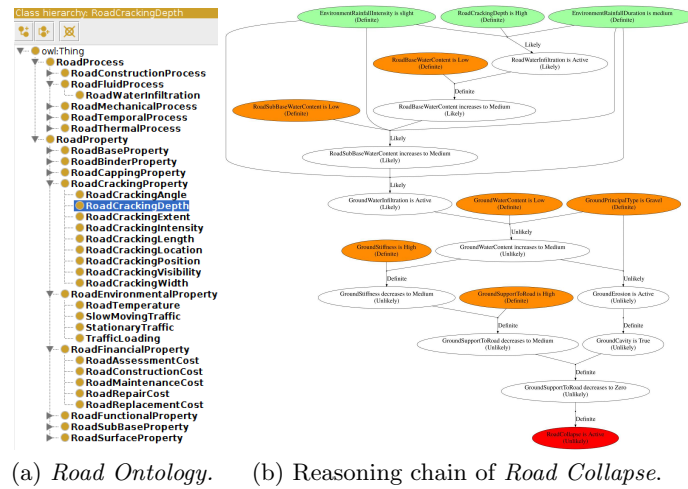 Class hierarchy: RoadCrackingDepth
owl:Thing
RoadProcess
RoadConstructionProcess
RoadFluidProcess
RoadWaterInfiltration
RoadMechanicalProcess
RoadTemporalProcess
RoadThermalProcess
RoadProperty
RoadBaseProperty
RoadBinderProperty
RoadCappingProperty
RoadCrackingProperty
RoadCrackingAngle
RoadCrackingDepth
RoadCrackingExtent
RoadCrackingIntensity
RoadCrackingLength
RoadCrackingLocation
RoadCrackingPosition
RoadCrackingVisibility
RoadCrackingWidth
RoadEnvironmentalProperty
RoadTemperature
SlowMovingTraffic
StationaryTraffic
TrafficLoading
RoadFinancialProperty
RoadAssessmentCost
RoadConstructionCost
RoadMaintenanceCost
RoadRepairCost
RoadReplacementCost
RoadFunctionalProperty
RoadSubBaseProperty
RoadSurfaceProperty
(a) Road Ontology.
EnvironmentRainfallIntensity is slight
(Definite)
RoadCrackingDepth is High
(Definite)
EnvironmentRainfallDuration is medium
(Definite)
Likely
RoadBaseWaterContent is Low
(Definite)
RoadWaterInfiltration is Active
(Likely)
Definite
RoadSubBaseWaterContent is Low
(Definite)
RoadBaseWaterContent increases to Medium
(Likely)
Likely
RoadSubBaseWaterContent increases to Medium
(Likely)
Likely
GroundWaterInfiltration is Active
(Likely)
GroundWaterContent is Low
(Definite)
GroundPrincipalType is Gravel
(Definite)
Unlikely
GroundStiffness is High
(Definite)
GroundWaterContent increases to Medium
(Unlikely)
Definite
Unlikely
GroundStiffness decreases to Medium
(Unlikely)
GroundSupportToRoad is High
(Definite)
GroundErosion is Active
(Unlikely)
Definite
Definite
GroundSupportToRoad decreases to Medium
(Unlikely)
GroundCavity is True
(Unlikely)
Definite
GroundSupportToRoad decreases to Zero
(Unlikely)
Definite
RoadCollapse is Active
(Unlikely)
(b) Reasoning chain of Road Collapse.